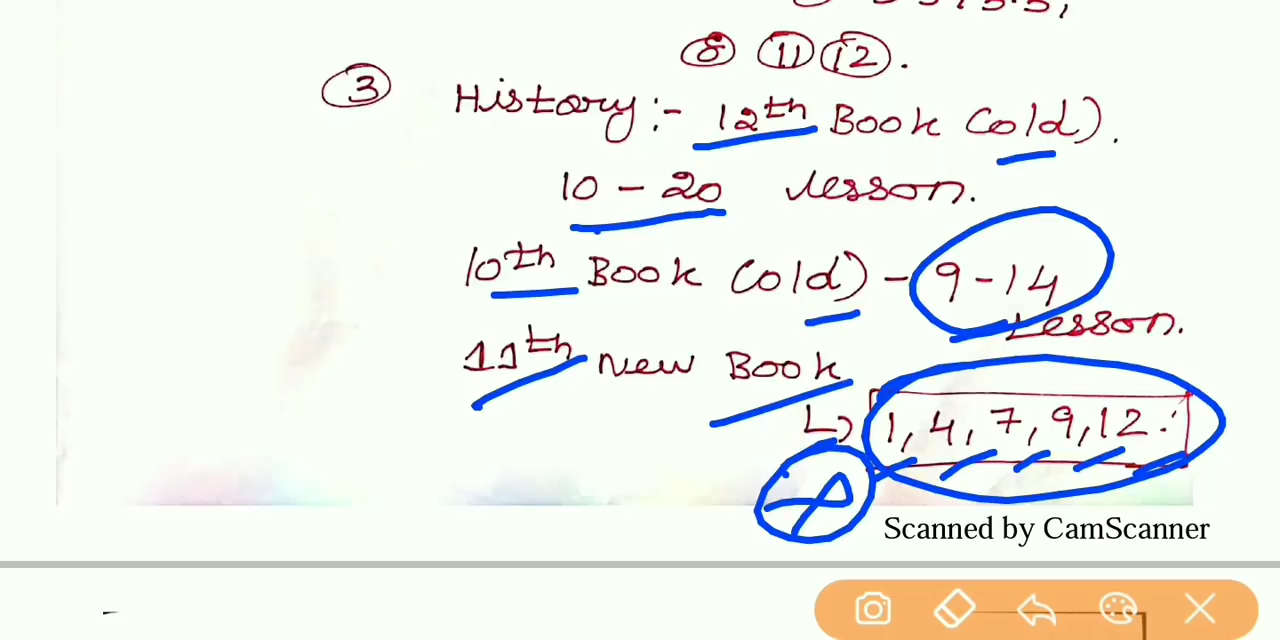 8 11 12.
3 History:- 12th Book (old).
10 - 20 Lesson.
10th Book (old) - 9-14
Lesson.
11th New Book
1, 4, 7, 9, 12.
Scanned by CamScanner